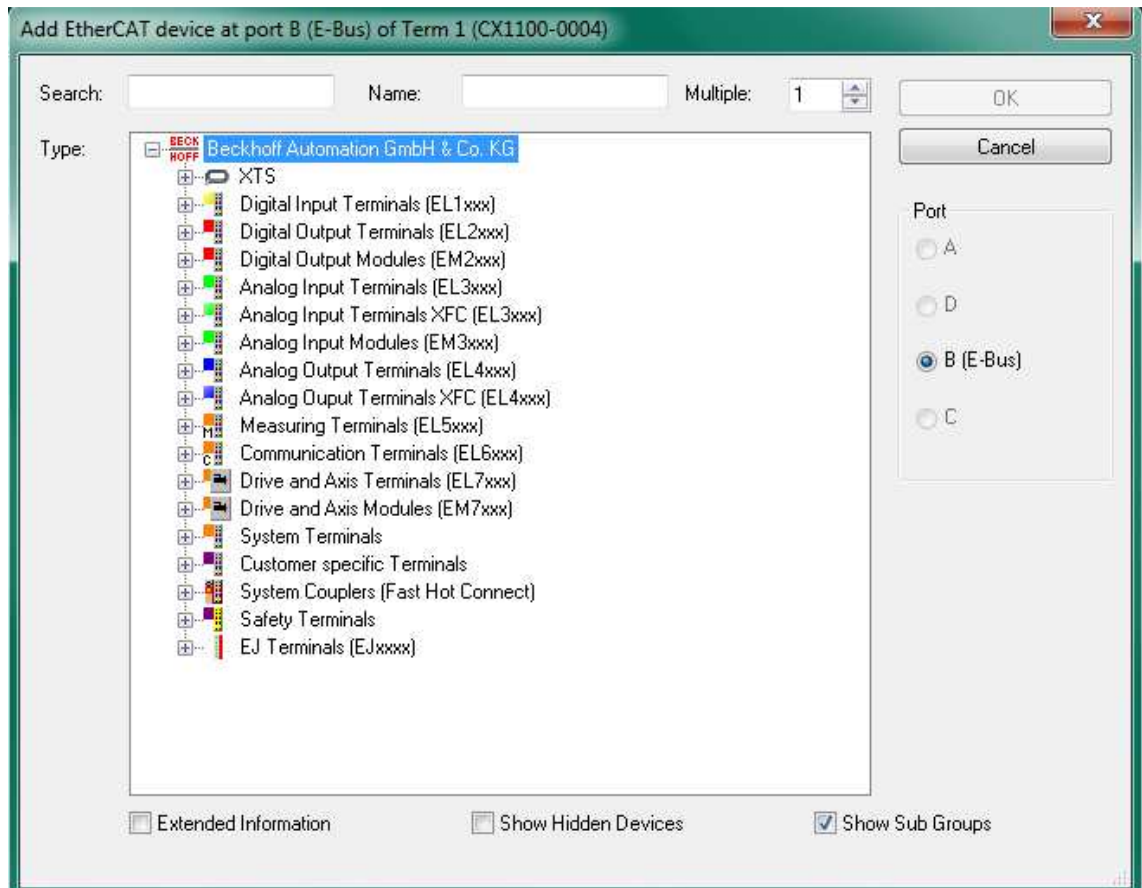 Add EtherCAT device at port B (E-Bus) of Term 1 (CX1100-0004)
Search: Name: Multiple: 1 OK
Type: BECK HOFF Beckhoff Automation GmbH & Co. KG Cancel
XTS
Digital Input Terminals (EL1xxx)
Digital Output Terminals (EL2xxx)
Digital Output Modules (EM2xxx)
Analog Input Terminals (EL3xxx)
Analog Input Terminals XFC (EL3xxx)
Analog Input Modules (EM3xxx)
Analog Output Terminals (EL4xxx)
Analog Ouput Terminals XFC (EL4xxx)
M Measuring Terminals (EL5xxx)
C Communication Terminals (EL6xxx)
Drive and Axis Terminals (EL7xxx)
Drive and Axis Modules (EM7xxx)
System Terminals
Customer specific Terminals
System Couplers (Fast Hot Connect)
Safety Terminals
EJ Terminals (EJxxxx)
Port
A
D
B (E-Bus)
C
Extended Information Show Hidden Devices Show Sub Groups